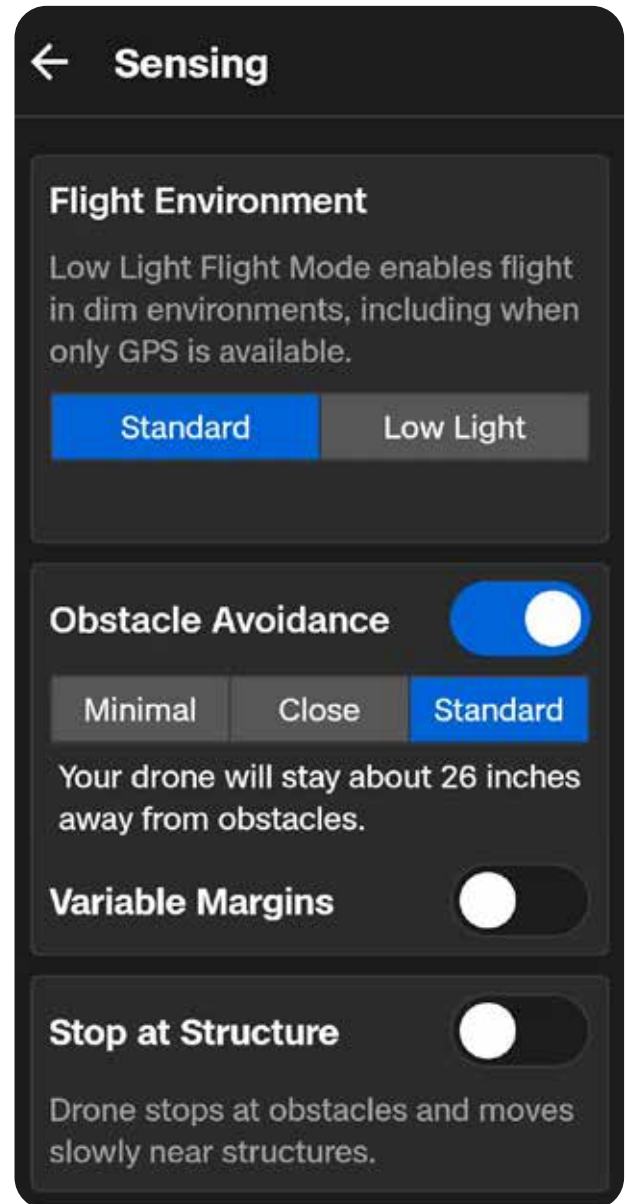 Sensing
Flight Environment
Low Light Flight Mode enables flight
in dim environments, including when
only GPS is available.
Standard Low Light
Obstacle Avoidance
Minimal Close Standard
Your drone will stay about 26 inches
away from obstacles.
Variable Margins
Stop at Structure
Drone stops at obstacles and moves
slowly near structures.